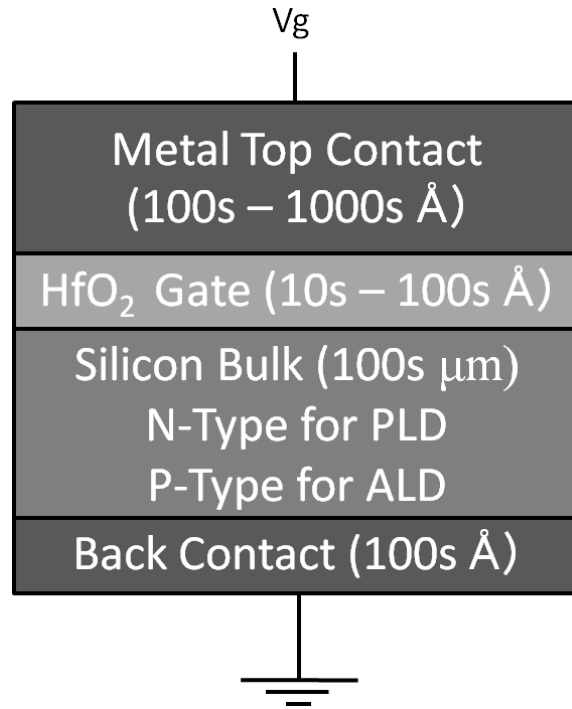 Vg
Metal Top Contact
(100s – 1000s Å)
HfO₂ Gate (10s – 100s Å)
Silicon Bulk (100s μm)
N-Type for PLD
P-Type for ALD
Back Contact (100s Å)